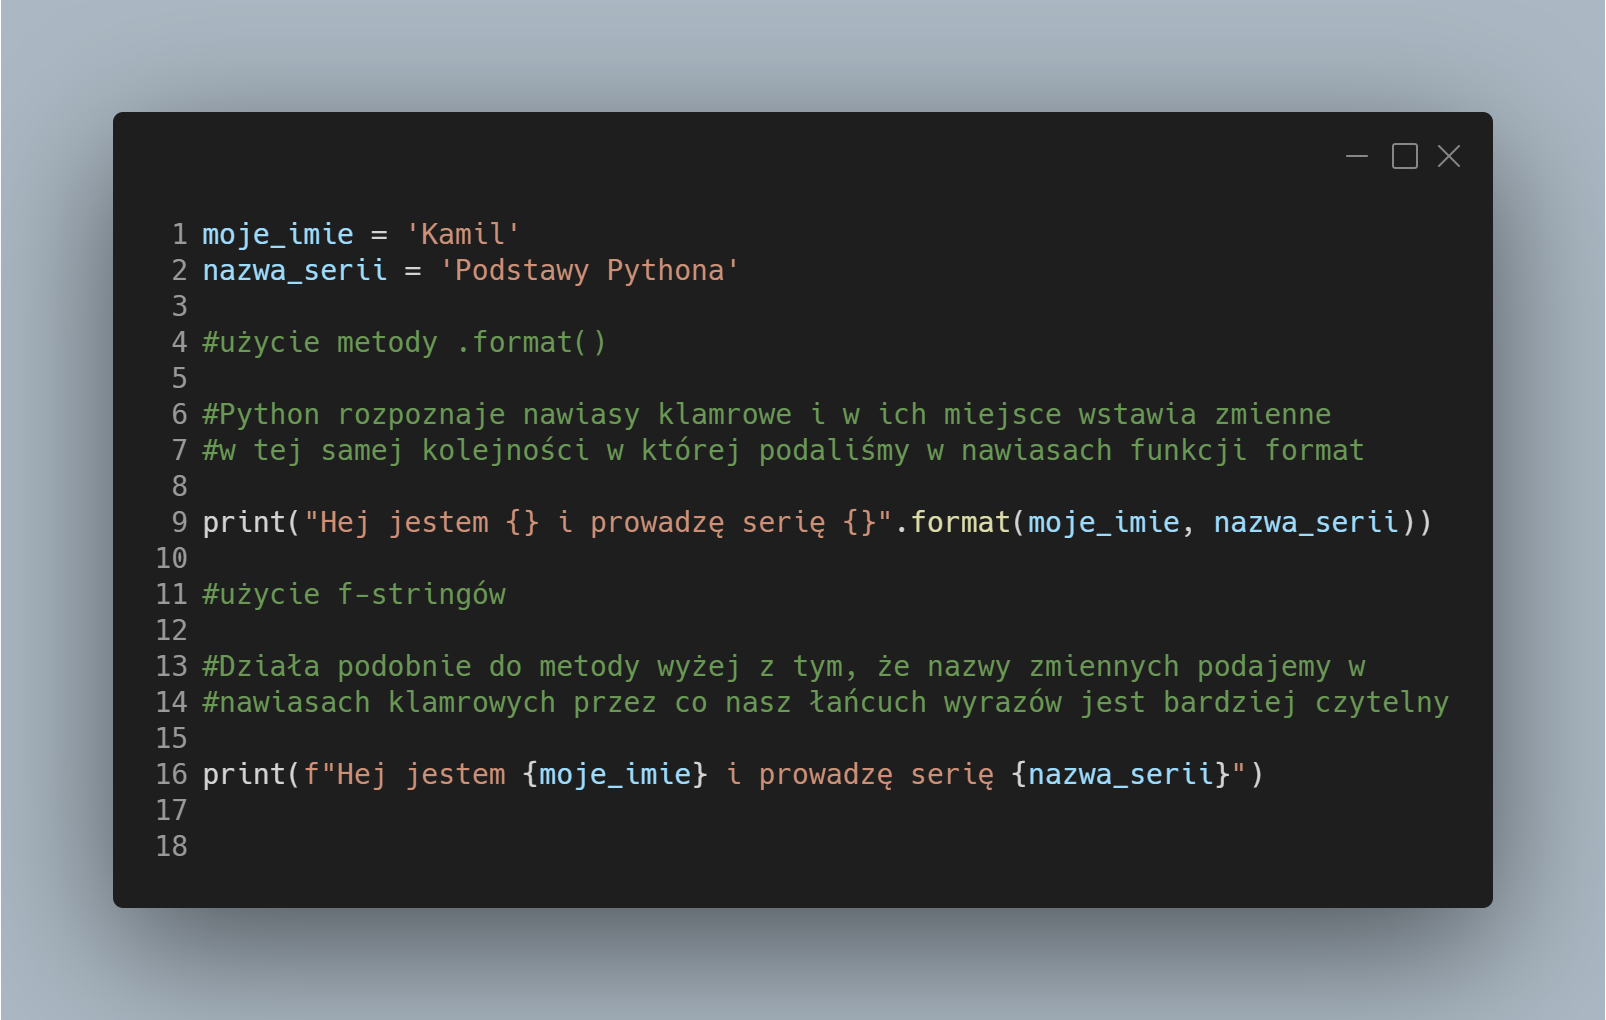 1 moje_imie = 'Kamil'
2 nazwa_serii = 'Podstawy Pythona'
3
4 #użycie metody .format()
5
6 #Python rozpoznaje nawiasy klamrowe i w ich miejsce wstawia zmienne
7 #w tej samej kolejności w której podaliśmy w nawiasach funkcji format
8
9 print("Hej jestem {} i prowadzę serię {}".format(moje_imie, nazwa_serii))
10
11 #użycie f-stringów
12
13 #Działa podobnie do metody wyżej z tym, że nazwy zmiennych podajemy w
14 #nawiasach klamrowych przez co nasz łańcuch wyrazów jest bardziej czytelny
15
16 print(f"Hej jestem {moje_imie} i prowadzę serię {nazwa_serii}")
17
18